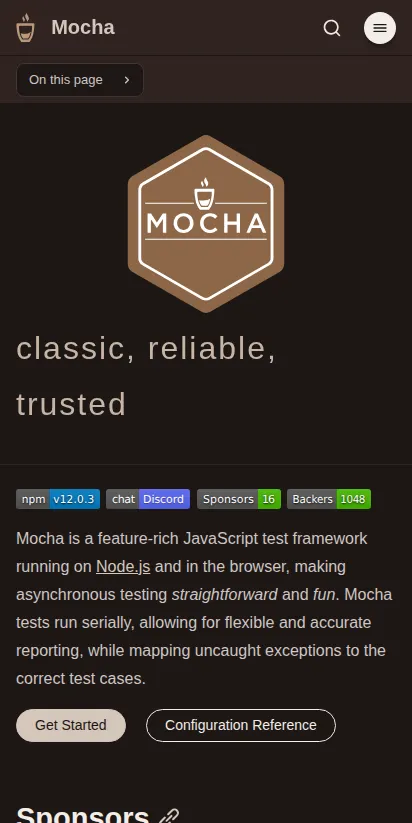 Mocha
On this page
MOCHA
classic, reliable,
trusted
npm v12.0.3 chat Discord Sponsors 16 Backers 1048
Mocha is a feature-rich JavaScript test framework
running on Node.js and in the browser, making
asynchronous testing straightforward and fun. Mocha
tests run serially, allowing for flexible and accurate
reporting, while mapping uncaught exceptions to the
correct test cases.
Get Started Configuration Reference
Sponsors